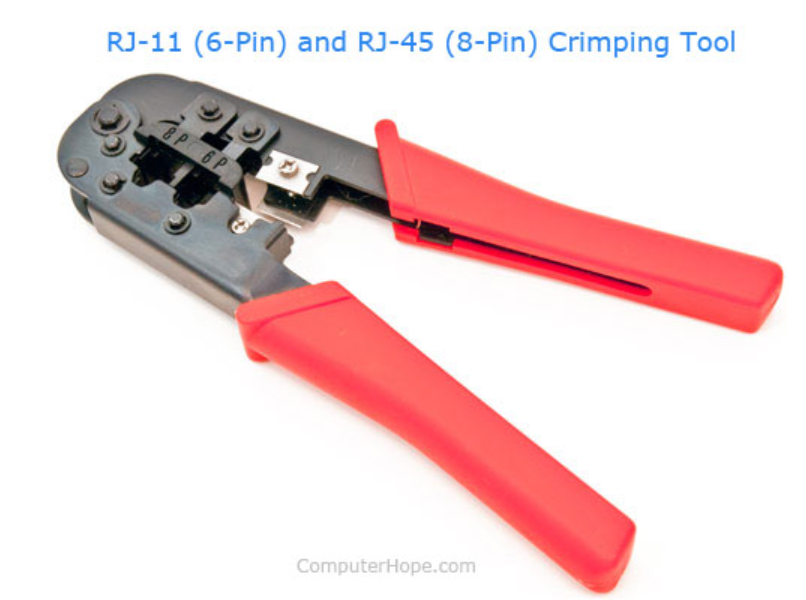 RJ-11 (6-Pin) and RJ-45 (8-Pin) Crimping Tool
8P 6P
ComputerHope.com